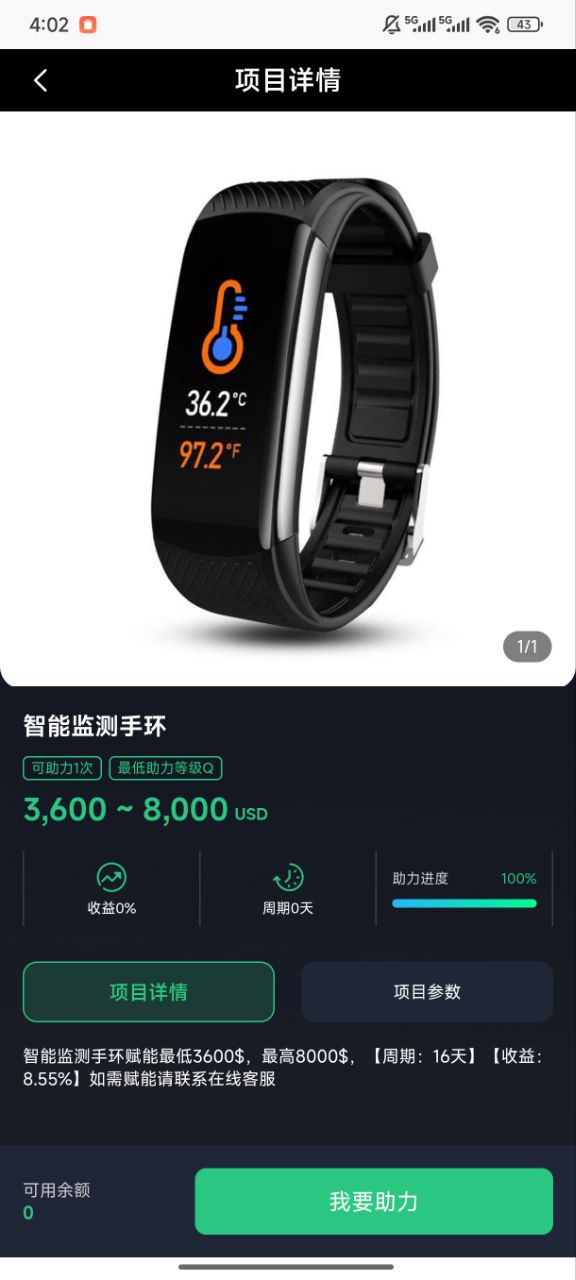 4:02
5G 5G 6 43
项目详情
36.2°C
97.2°F
1/1
智能监测手环
可助力1次 最低助力等级Q
3,600 ~ 8,000 USD
收益0% 周期0天 助力进度 100%
项目详情 项目参数
智能监测手环赋能最低3600$，最高8000$，【周期：16天】【收益：
8.55%】如需赋能请联系在线客服
可用余额
0
我要助力